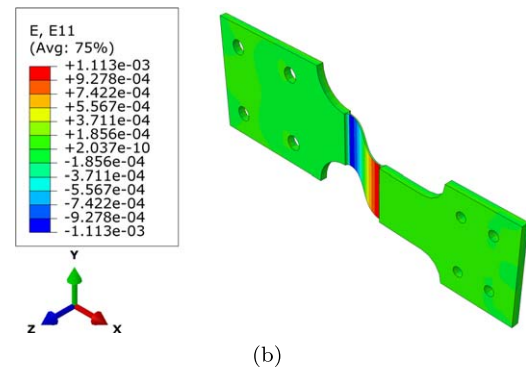 E, E11
(Avg: 75%)
+1.113e-03
+9.278e-04
+7.422e-04
+5.567e-04
+3.711e-04
+1.856e-04
+2.037e-10
-1.856e-04
-3.711e-04
-5.567e-04
-7.422e-04
-9.278e-04
-1.113e-03
Y
Z
X
(b)